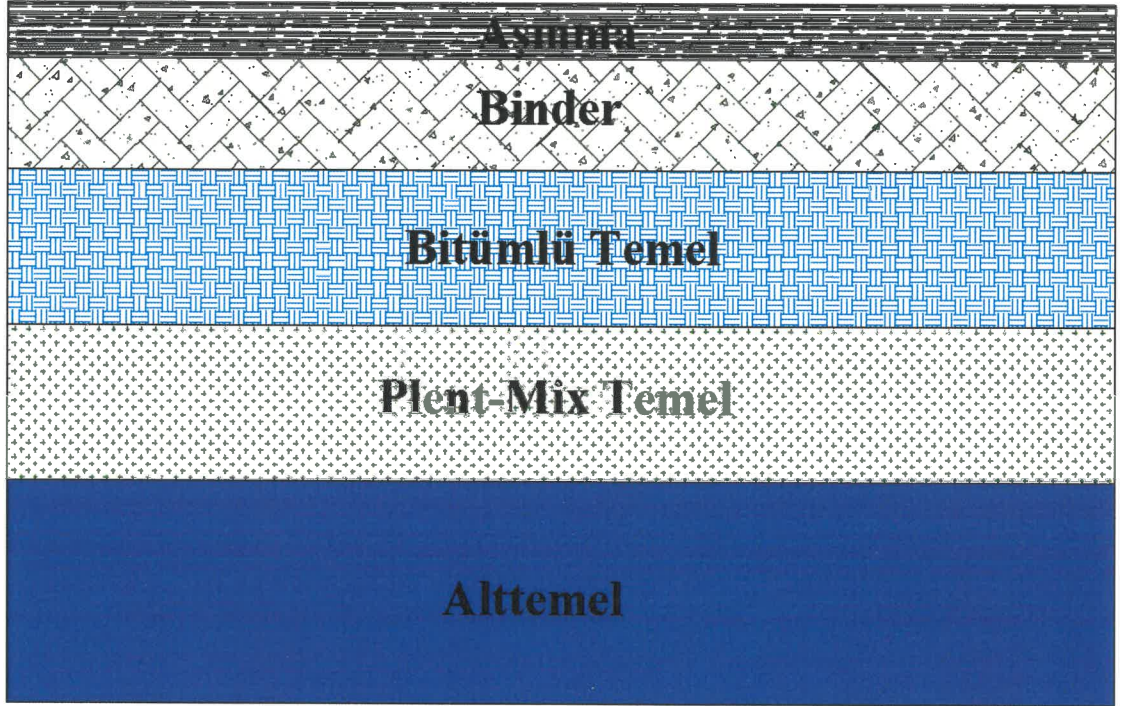 Aşınma
Binder
Bitümlü Temel
Plent-Mix Temel
Alttemel